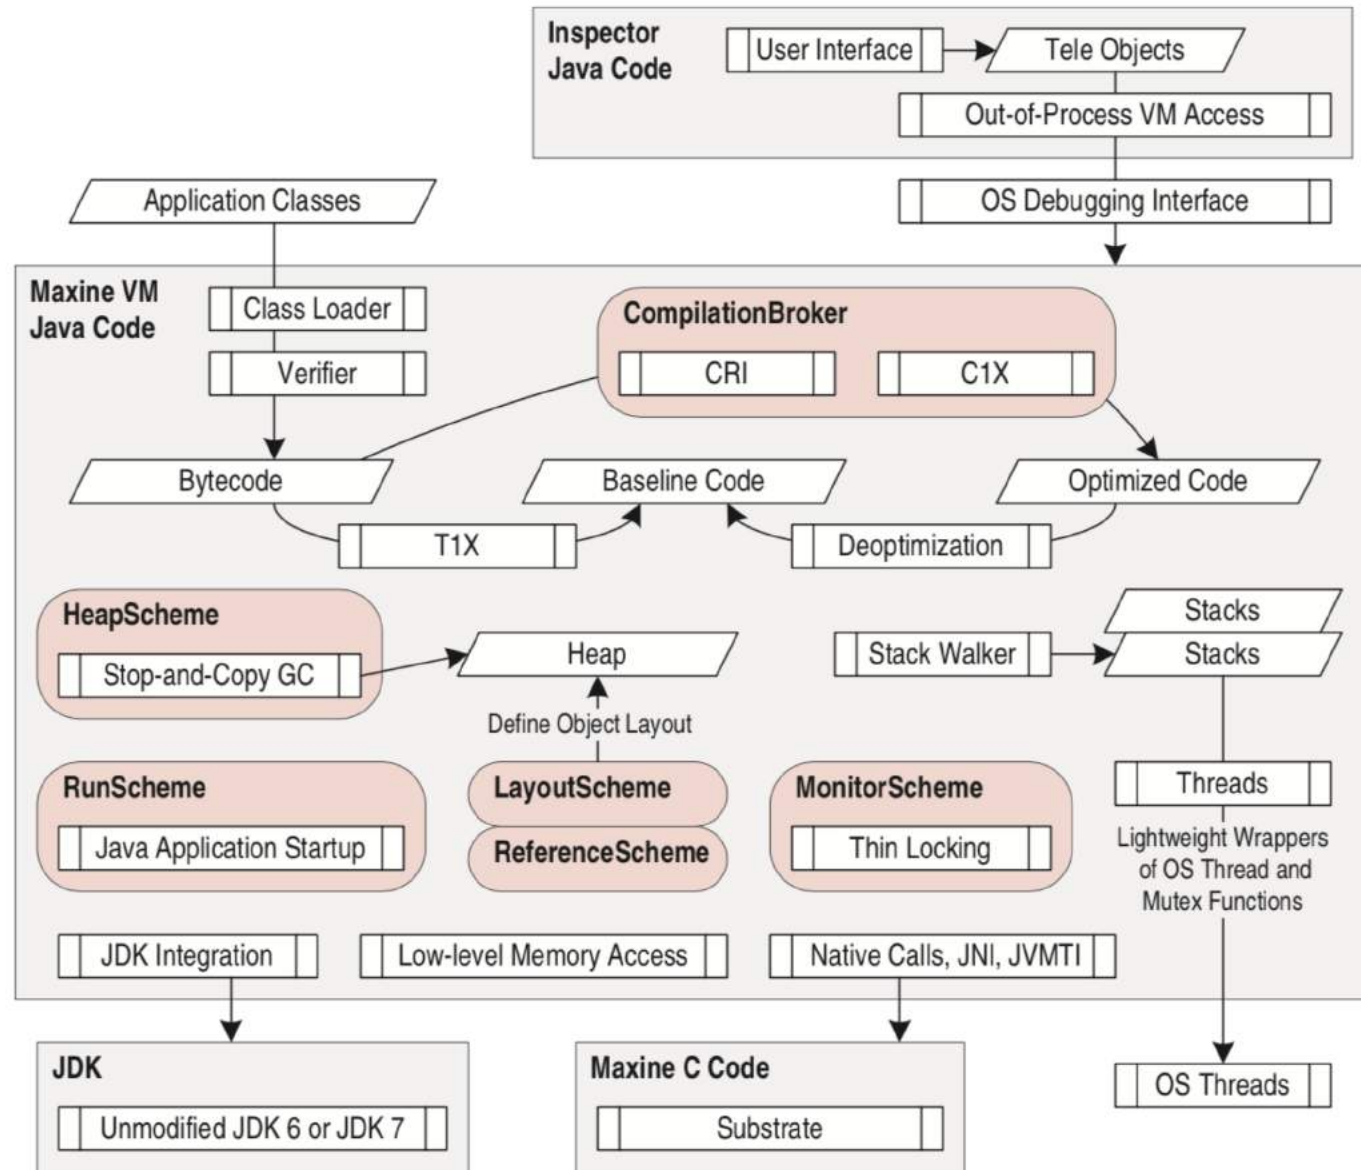 Inspector
Java Code
User Interface
Tele Objects
Out-of-Process VM Access
Application Classes
OS Debugging Interface
Maxine VM
Java Code
Class Loader
Verifier
CompilationBroker
CRI
C1X
Bytecode
Baseline Code
Optimized Code
T1X
Deoptimization
HeapScheme
Stop-and-Copy GC
Heap
Stack Walker
Stacks
Stacks
Define Object Layout
RunScheme
Java Application Startup
LayoutScheme
ReferenceScheme
MonitorScheme
Thin Locking
Threads
Lightweight Wrappers
of OS Thread and
Mutex Functions
JDK Integration
Low-level Memory Access
Native Calls, JNI, JVMTI
JDK
Unmodified JDK 6 or JDK 7
Maxine C Code
Substrate
OS Threads